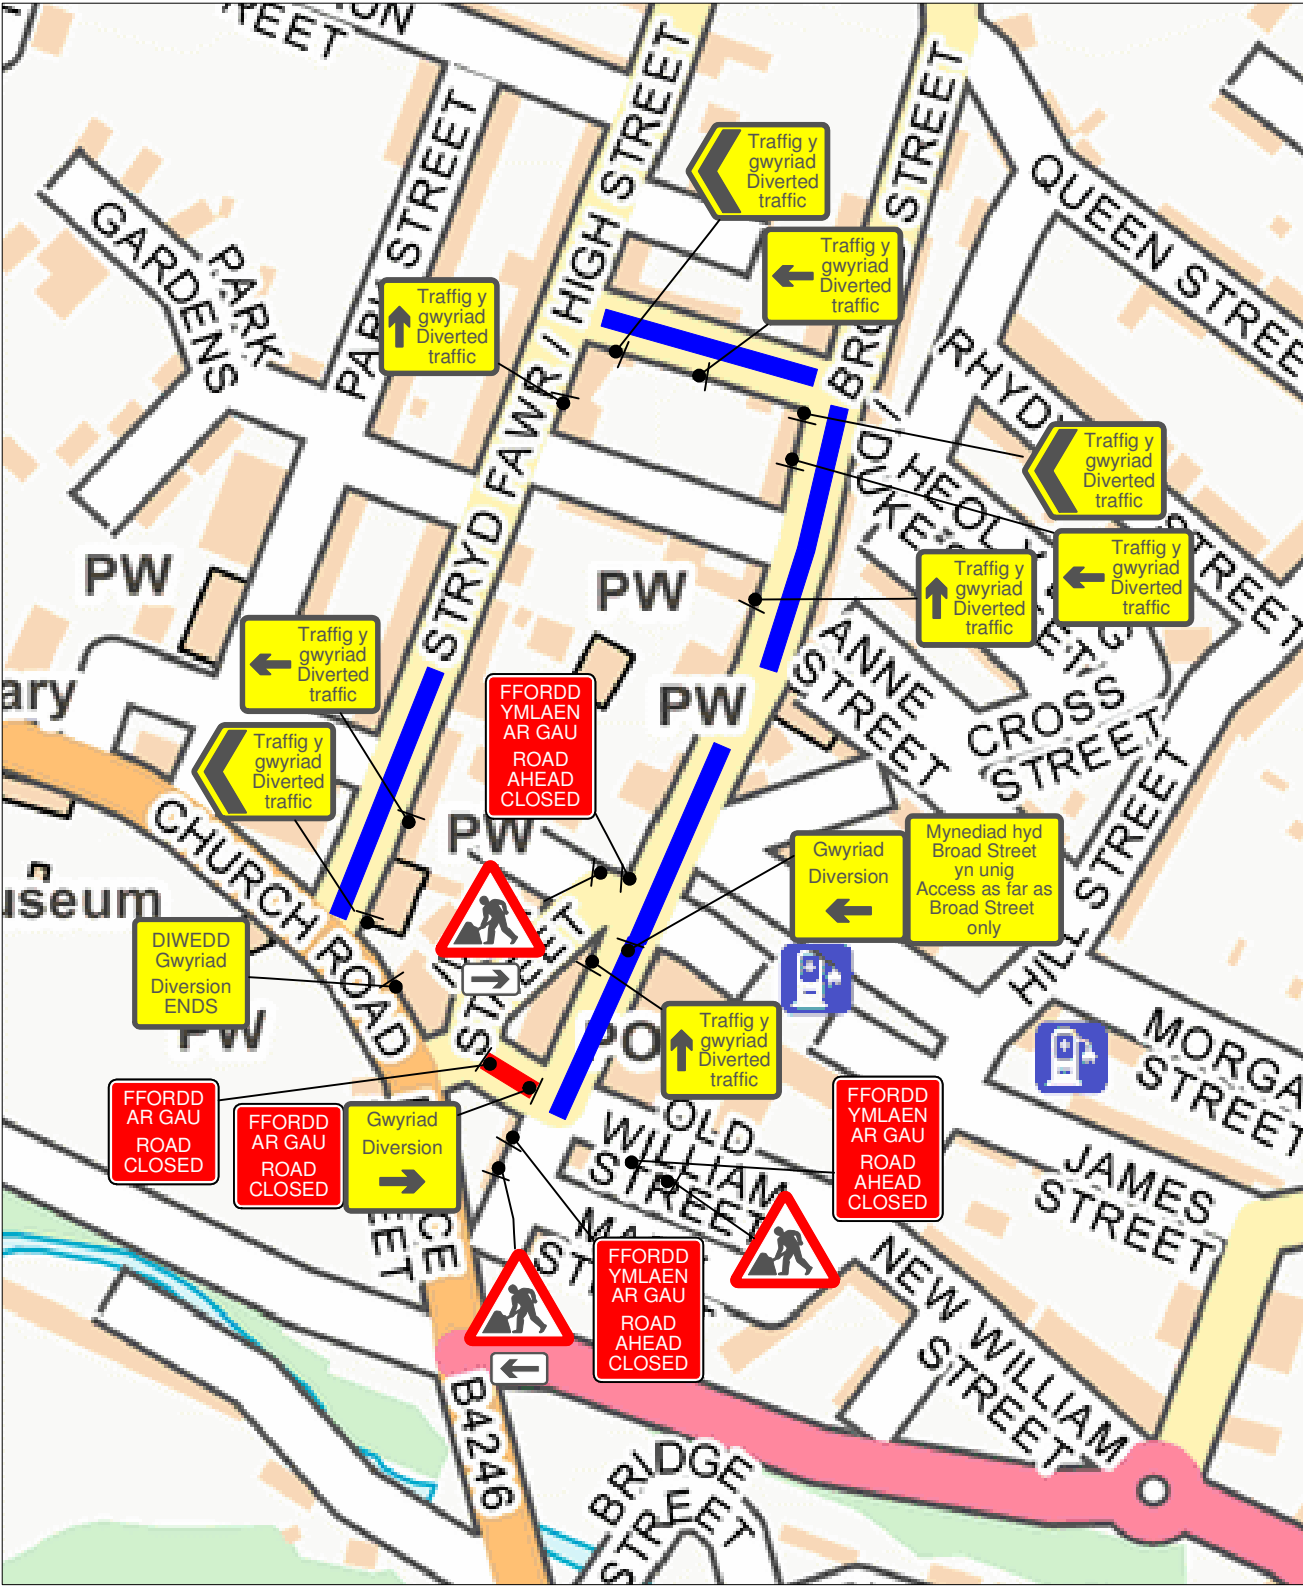 STREET
STRYD FAWR / HIGH STREET
STREET
PARK STREET
PARK
GARDENS
QUEEN STREE
Traffig y
gwyriad
Diverted
traffic
Traffig y
gwyriad
Diverted
traffic
Traffig y
gwyriad
Diverted
traffic
Traffig y
gwyriad
Diverted
traffic
Traffig y
gwyriad
Diverted
traffic
Traffig y
gwyriad
Diverted
traffic
STREET
HEOL
PW
PW
PW
PW
PW
ANNE
STREET
CROSS
STREET
HILL STREET
ary
useum
CHURCH ROAD
Traffig y
gwyriad
Diverted
traffic
Traffig y
gwyriad
Diverted
traffic
FFORDD
YMLAEN
AR GAU
ROAD
AHEAD
CLOSED
Gwyriad
Diversion
Mynediad hyd
Broad Street
yn unig
Access as far as
Broad Street
only
DIWEDD
Gwyriad
Diversion
ENDS
Traffig y
gwyriad
Diverted
traffic
MORGA
STREET
JAMES
STREET
OLD
WILLIAM
STREET
NEW WILLIAM
STREET
FFORDD
AR GAU
ROAD
CLOSED
FFORDD
AR GAU
ROAD
CLOSED
Gwyriad
Diversion
FFORDD
YMLAEN
AR GAU
ROAD
AHEAD
CLOSED
FFORDD
YMLAEN
AR GAU
ROAD
AHEAD
CLOSED
B4246
BRIDGE
STREET
STREET